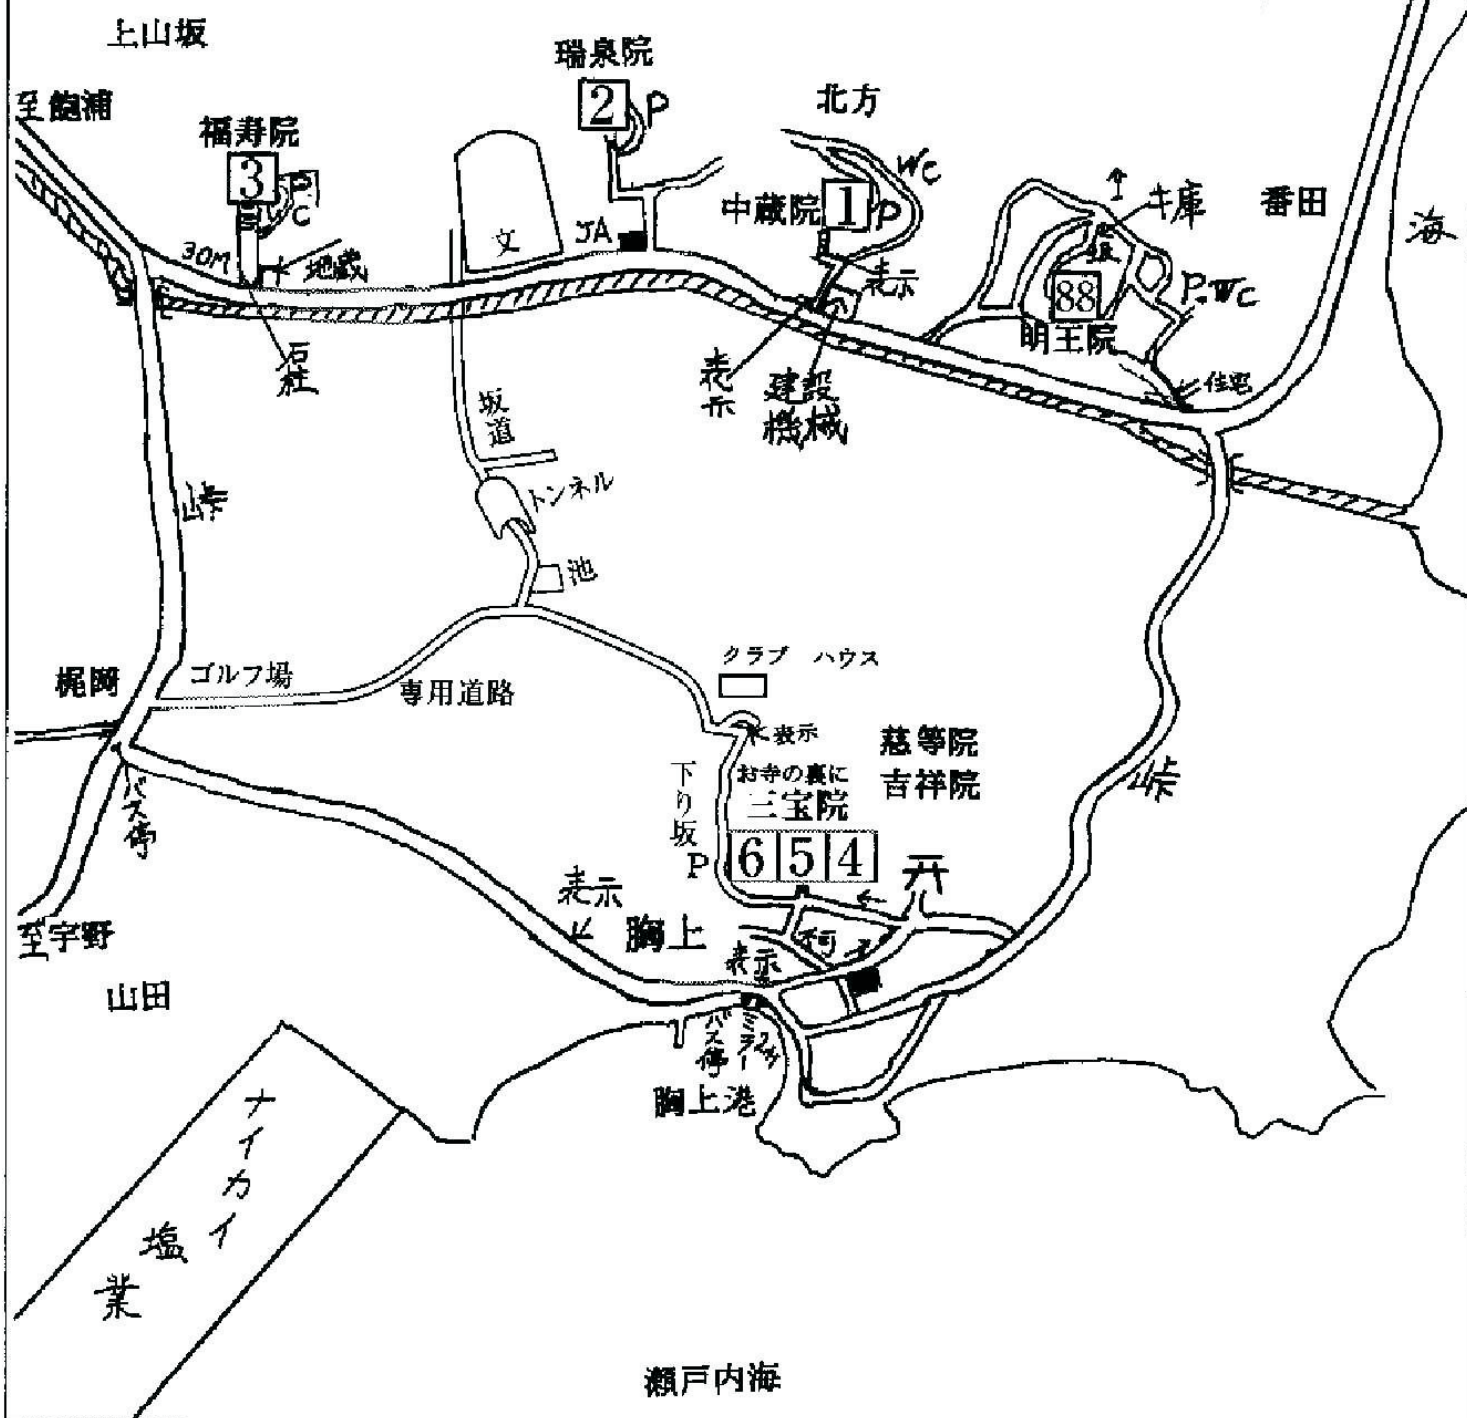 上山坂
至鮑浦
福寿院
3
P
C
30M
地蔵
石社
瑞泉院
2
P
文
JA
北方
WC
中蔵院
1
P
表示
表示
建設
機械
番田
海
88
明王院
P.WC
住宅
坂道
トンネル
池
峠
梶岡
ゴルフ場
専用道路
クラブ ハウス
表示
慈等院
お寺の裏に
吉祥院
三宝院
下り坂
P
6 5 4
峠
バス停
表示
胸上
至宇野
表示
山田
バス停
ミラー
胸上港
ナイカイ
塩業
瀬戸内海